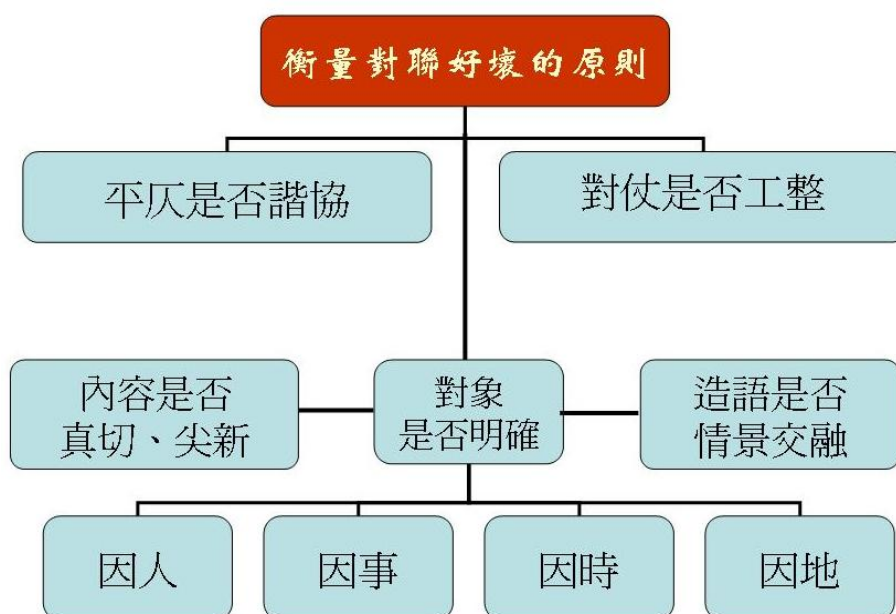 衡量對聯好壞的原則
平仄是否諧協
對仗是否工整
內容是否
真切、尖新
對象
是否明確
造語是否
情景交融
因人
因事
因時
因地